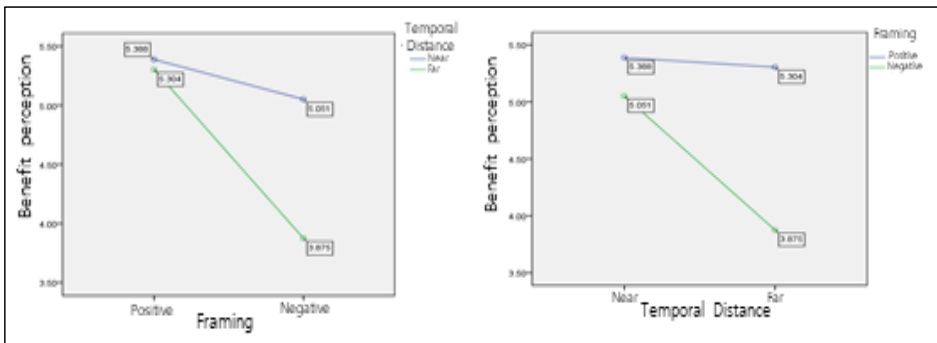 Temporal
Distance
Near
Far
Benefit perception
5.50
5.00
4.50
4.00
3.50
5.388
5.304
5.051
3.875
Positive
Negative
Framing
Framing
Positive
Negative
Benefit perception
5.50
5.00
4.50
4.00
3.50
5.388
5.304
5.051
3.875
Near
Far
Temporal Distance